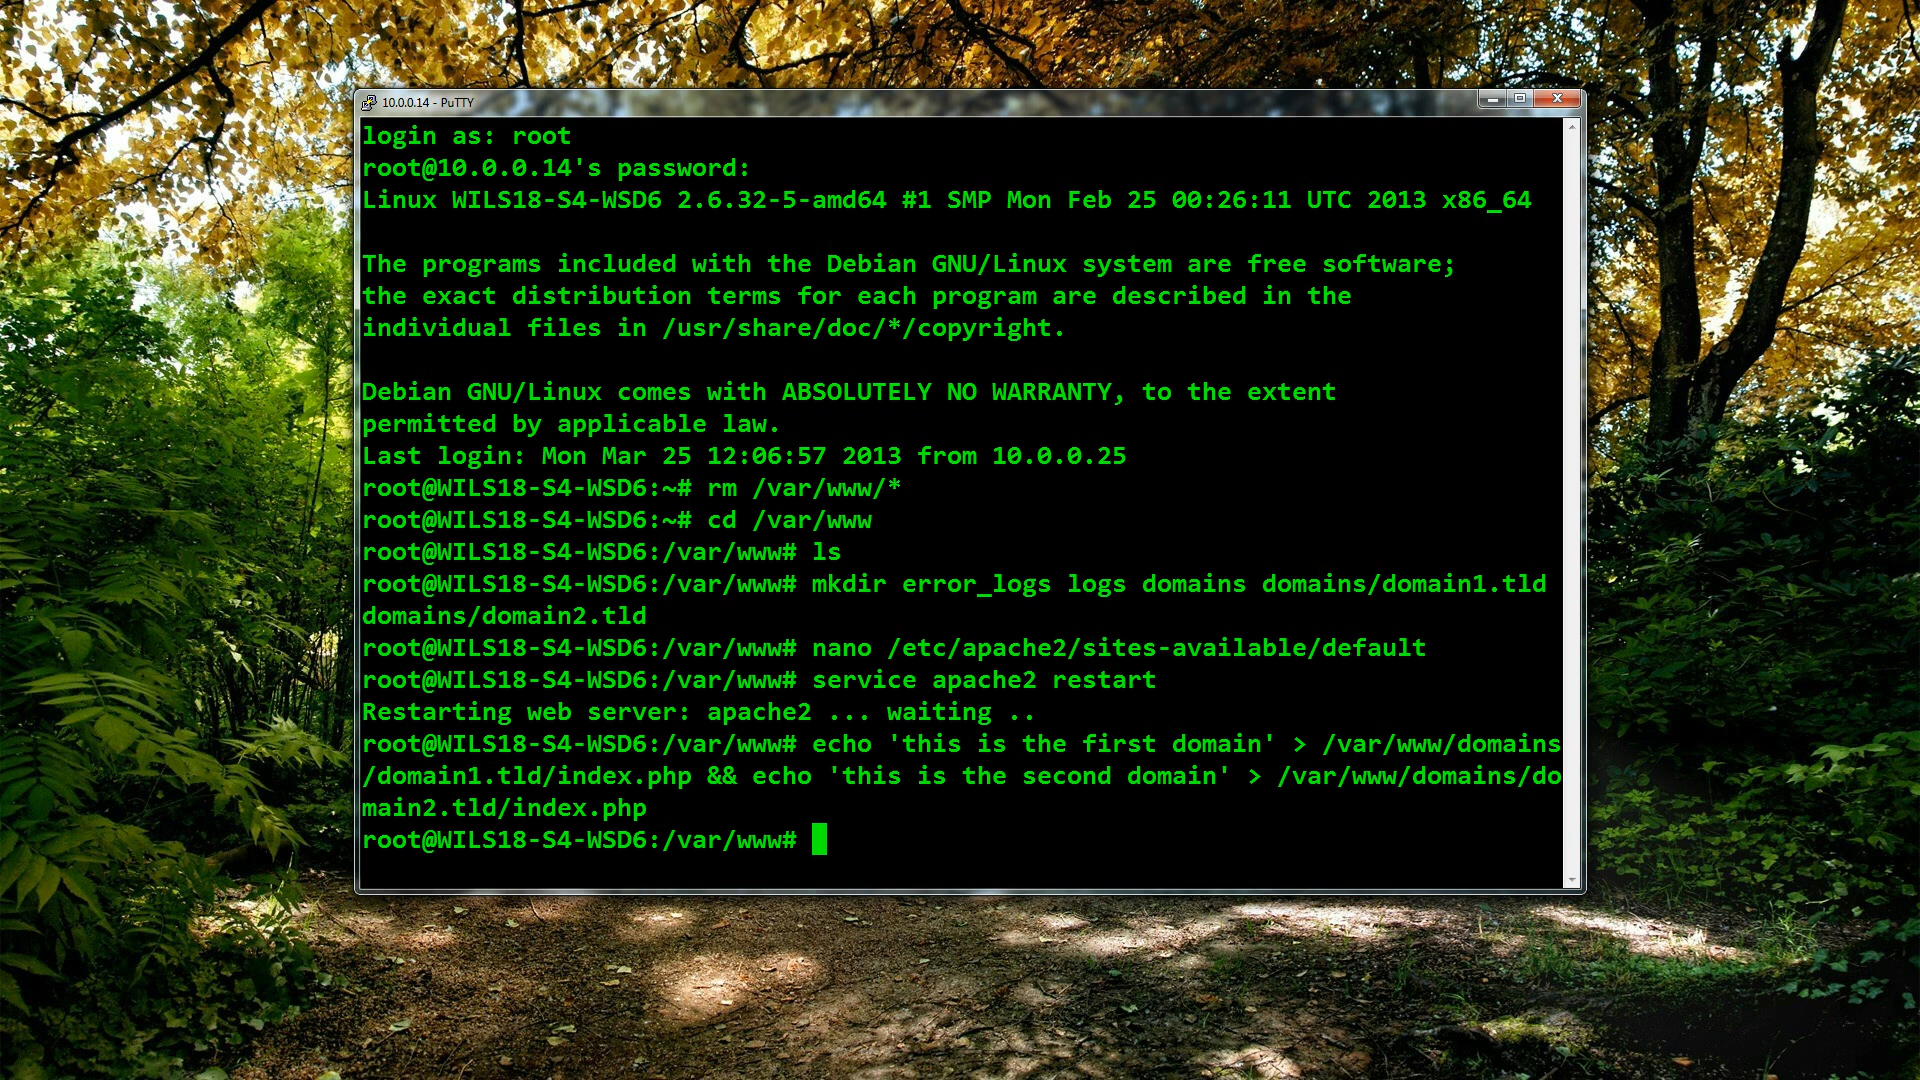 10.0.0.14 - PuTTY
login as: root
root@10.0.0.14's password:
Linux WILS18-S4-WSD6 2.6.32-5-amd64 #1 SMP Mon Feb 25 00:26:11 UTC 2013 x86_64
The programs included with the Debian GNU/Linux system are free software;
the exact distribution terms for each program are described in the
individual files in /usr/share/doc/*/copyright.
Debian GNU/Linux comes with ABSOLUTELY NO WARRANTY, to the extent
permitted by applicable law.
Last login: Mon Mar 25 12:06:57 2013 from 10.0.0.25
root@WILS18-S4-WSD6:~# rm /var/www/*
root@WILS18-S4-WSD6:~# cd /var/www
root@WILS18-S4-WSD6:/var/www# ls
root@WILS18-S4-WSD6:/var/www# mkdir error_logs logs domains domains/domain1.tld
domains/domain2.tld
root@WILS18-S4-WSD6:/var/www# nano /etc/apache2/sites-available/default
root@WILS18-S4-WSD6:/var/www# service apache2 restart
Restarting web server: apache2 ... waiting ..
root@WILS18-S4-WSD6:/var/www# echo 'this is the first domain' > /var/www/domains
/domain1.tld/index.php && echo 'this is the second domain' > /var/www/domains/do
main2.tld/index.php
root@WILS18-S4-WSD6:/var/www#